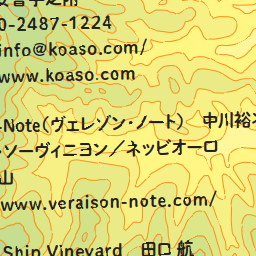 0-2487-1224
info@koaso.com/
www.koaso.com
-Note(ヴェレゾン・ノート) 中川裕
・ソーヴィニヨン／ネッビオーロ
山
www.veraison-note.com/
Ship Vineyard 田口 航